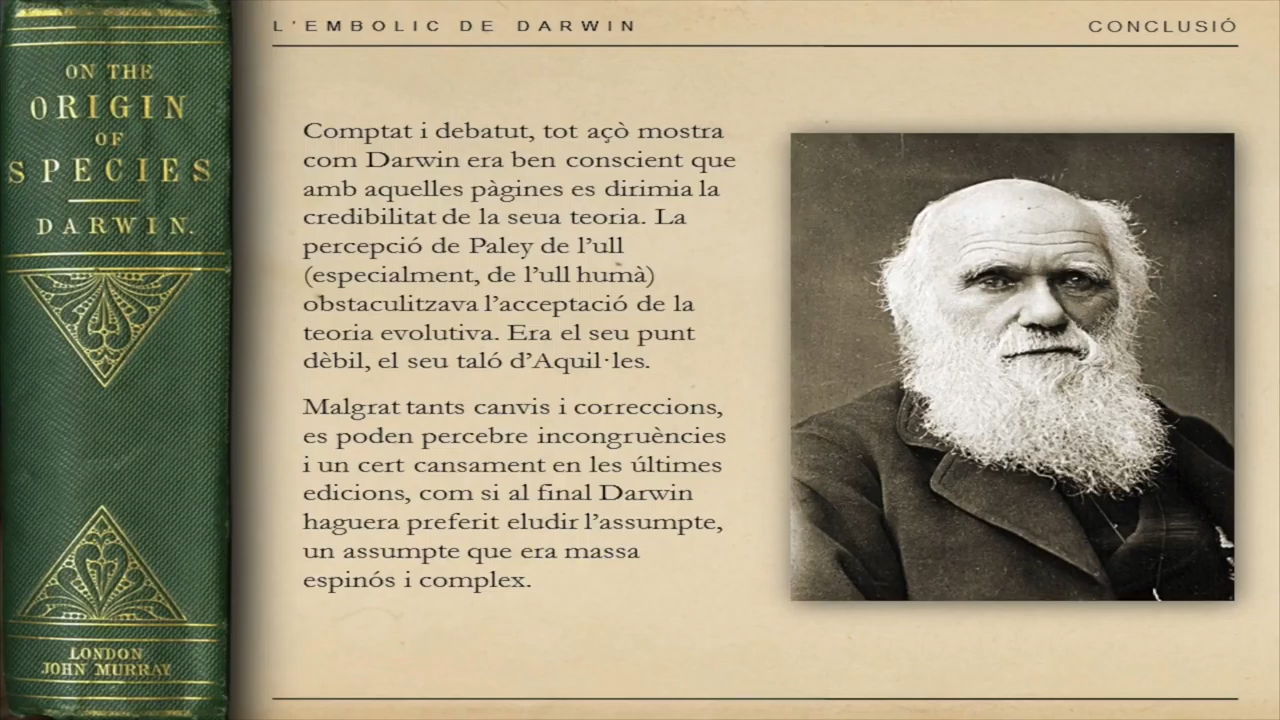 ON THE
ORIGIN
OF
SPECIES
DARWIN.
LONDON
JOHN MURRAY
L'EMBOLIC DE DARWIN
CONCLUSIÓ
Comptat i debatut, tot açò mostra
com Darwin era ben conscient que
amb aquelles pàgines es dirimia la
credibilitat de la seua teoria. La
percepció de Paley de l’ull
(especialment, de l’ull humà)
obstaculitzava l’acceptació de la
teoria evolutiva. Era el seu punt
dèbil, el seu taló d’Aquil·les.
Malgrat tants canvis i correccions,
es poden percebre incongruències
i un cert cansament en les últimes
edicions, com si al final Darwin
haguera preferit eludir l’assumpte,
un assumpte que era massa
espinós i complex.